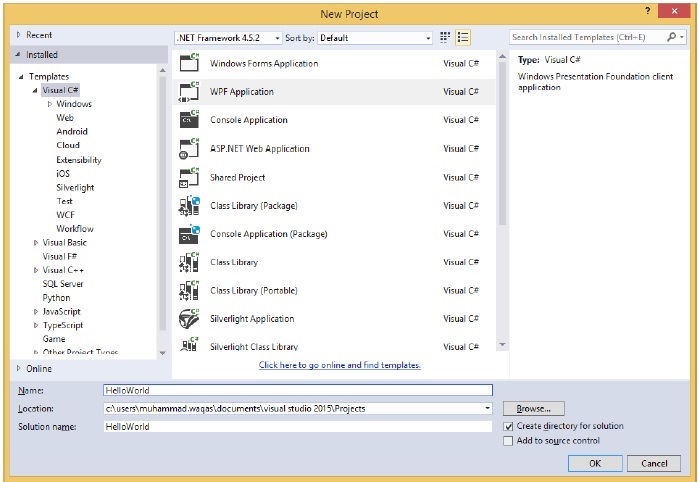 New Project
? x
Recent
Installed
Templates
Visual C#
Windows
Web
Android
Cloud
Extensibility
iOS
Silverlight
Test
WCF
Workflow
Visual Basic
Visual F#
Visual C++
SQL Server
Python
JavaScript
TypeScript
Game
Other Project Types
Online
.NET Framework 4.5.2 Sort by: Default
Windows Forms Application Visual C#
WPF Application Visual C#
Console Application Visual C#
ASP.NET Web Application Visual C#
Shared Project Visual C#
Class Library (Package) Visual C#
Console Application (Package) Visual C#
Class Library Visual C#
Class Library (Portable) Visual C#
Silverlight Application Visual C#
Silverlight Class Library Visual C#
Click here to go online and find templates.
Search Installed Templates (Ctrl+E)
Type: Visual C#
Windows Presentation Foundation client
application
Name: HelloWorld
Location: c:\users\muhammad.waqas\documents\visual studio 2015\Projects
Browse...
Solution name: HelloWorld
Create directory for solution
Add to source control
OK Cancel